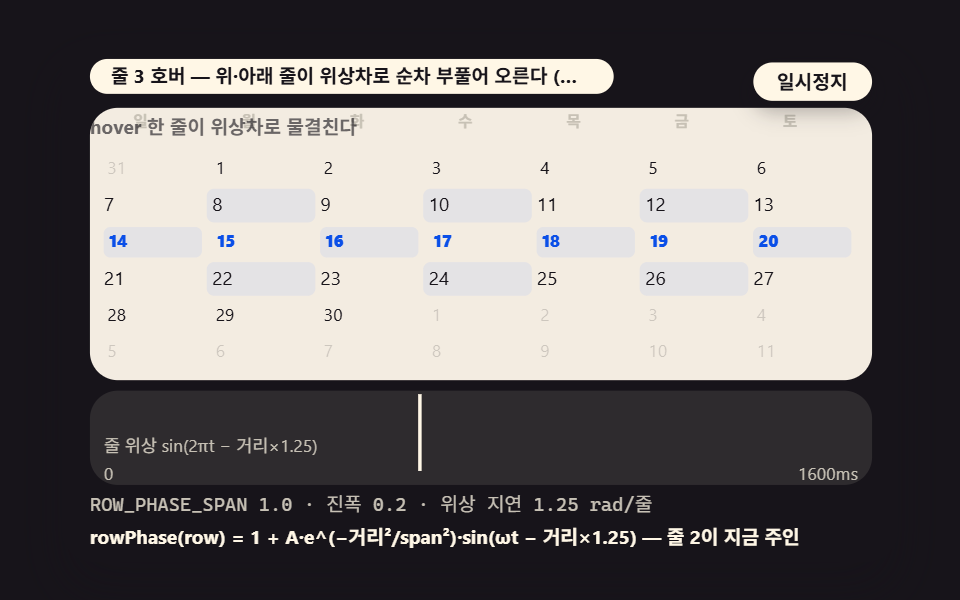 줄 3 호버 — 위·아래 줄이 위상차로 순차 부풀어 오른다 (…
일시정지
일 월 화 수 목 금 토
hover 한 줄이 위상차로 물결친다
31 1 2 3 4 5 6
7 8 9 10 11 12 13
14 15 16 17 18 19 20
21 22 23 24 25 26 27
28 29 30 1 2 3 4
5 6 7 8 9 10 11
줄 위상 sin(2πt − 거리×1.25)
0 1600ms
ROW_PHASE_SPAN 1.0 · 진폭 0.2 · 위상 지연 1.25 rad/줄
rowPhase(row) = 1 + A·e^(−거리²/span²)·sin(ωt − 거리×1.25) — 줄 2이 지금 주인